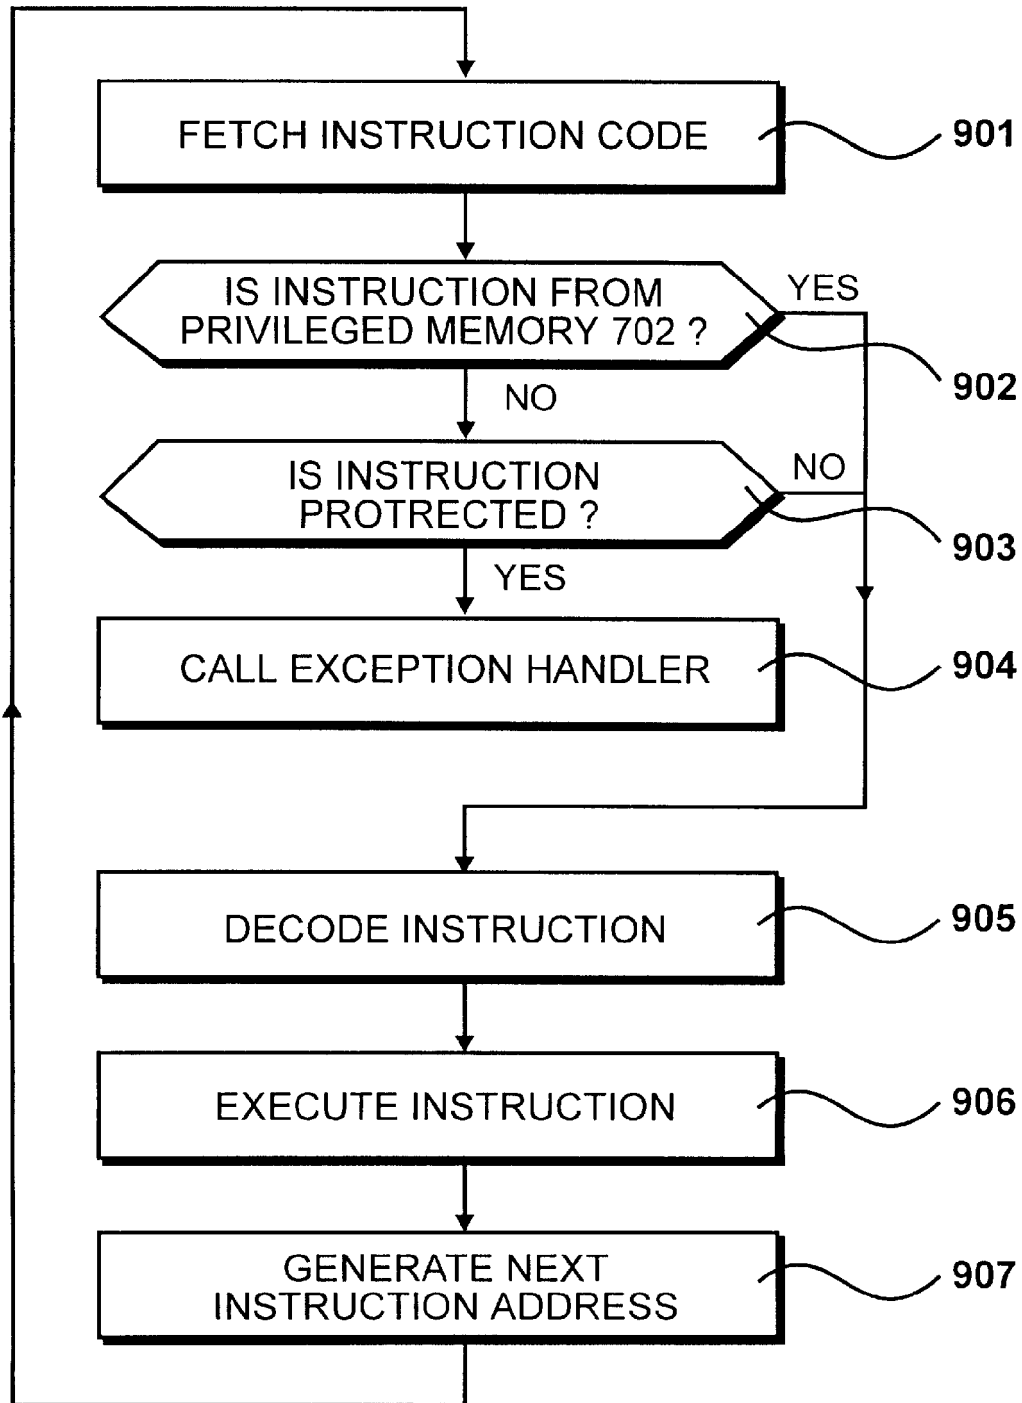 FETCH INSTRUCTION CODE
901
IS INSTRUCTION FROM
PRIVILEGED MEMORY 702 ?
YES
902
NO
IS INSTRUCTION
PROTRECTED ?
NO
903
YES
CALL EXCEPTION HANDLER
904
DECODE INSTRUCTION
905
EXECUTE INSTRUCTION
906
GENERATE NEXT
INSTRUCTION ADDRESS
907